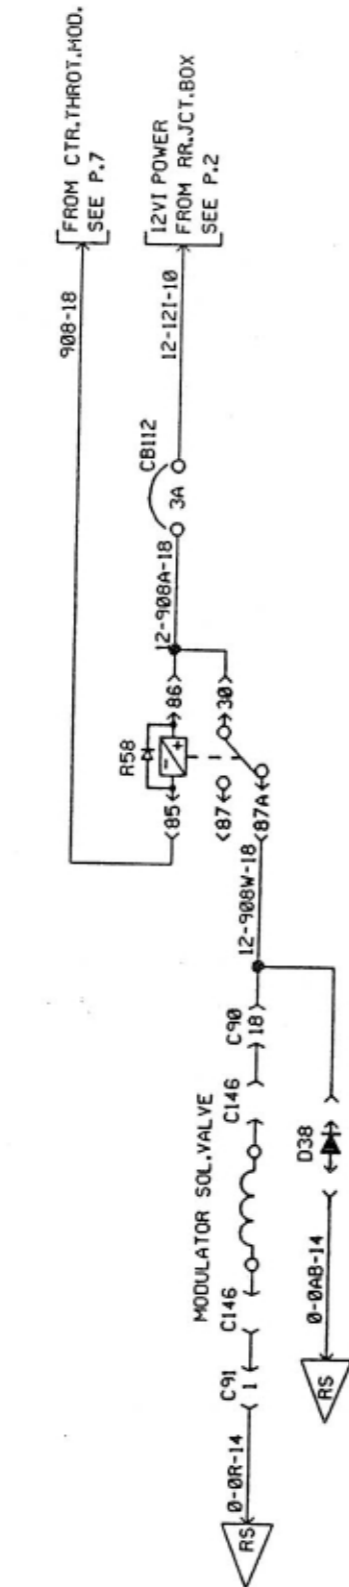 [FROM CTR.THROT.MOD.
SEE P.7]
908-18
[12VI POWER
FROM RR.JCT.BOX
SEE P.2]
12-12I-10
CB112
3A
12-908A-18
R58
- +
85
86
87
30
87A
12-908W-18
C90
18
C146
MODULATOR SOL.VALVE
C146
C91
1
0-0R-14
RS
D38
0-0AB-14
RS